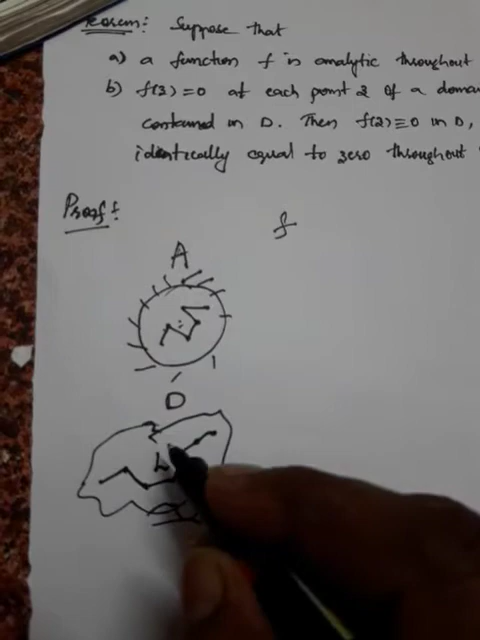 Suppose that
a) a function f is analytic throughout
b) f(z)=0 at each point z of a
contained in D. Then f(z)≡0 in D,
identically equal to zero throughout
Proof:
f
A
D
L